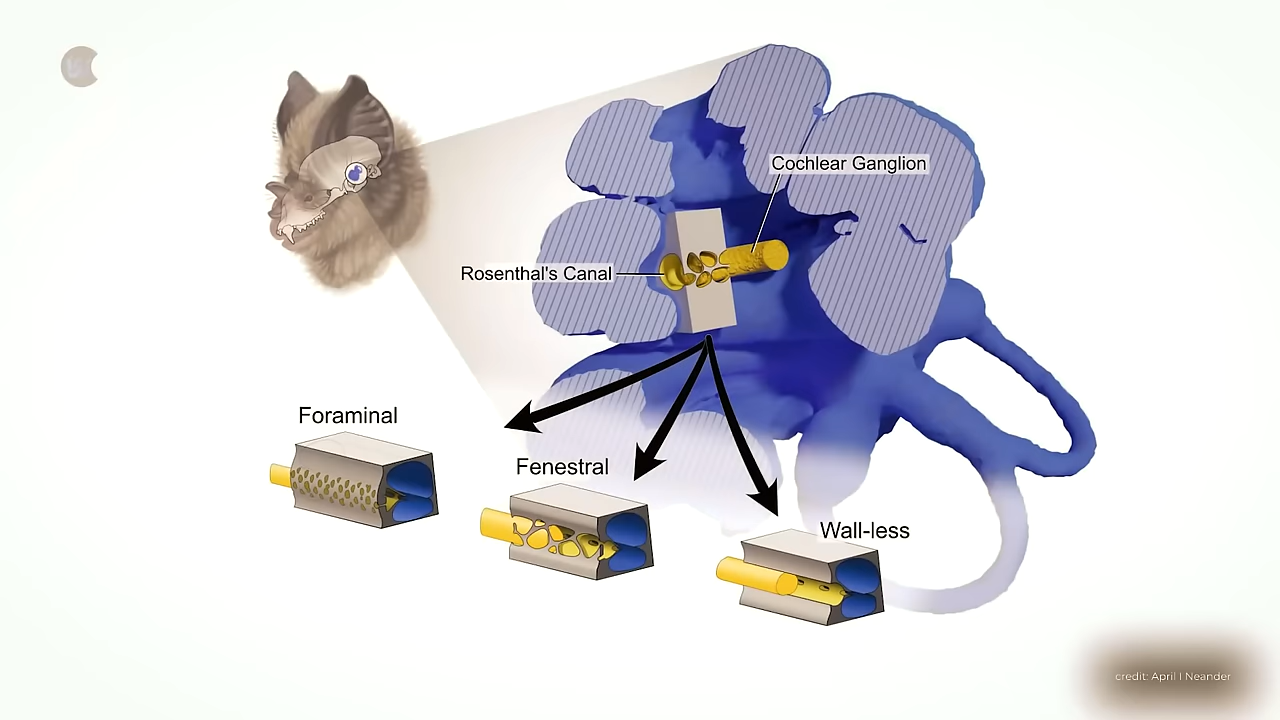 Cochlear Ganglion
Rosenthal's Canal
Foraminal
Fenestral
Wall-less
credit: April I Neander